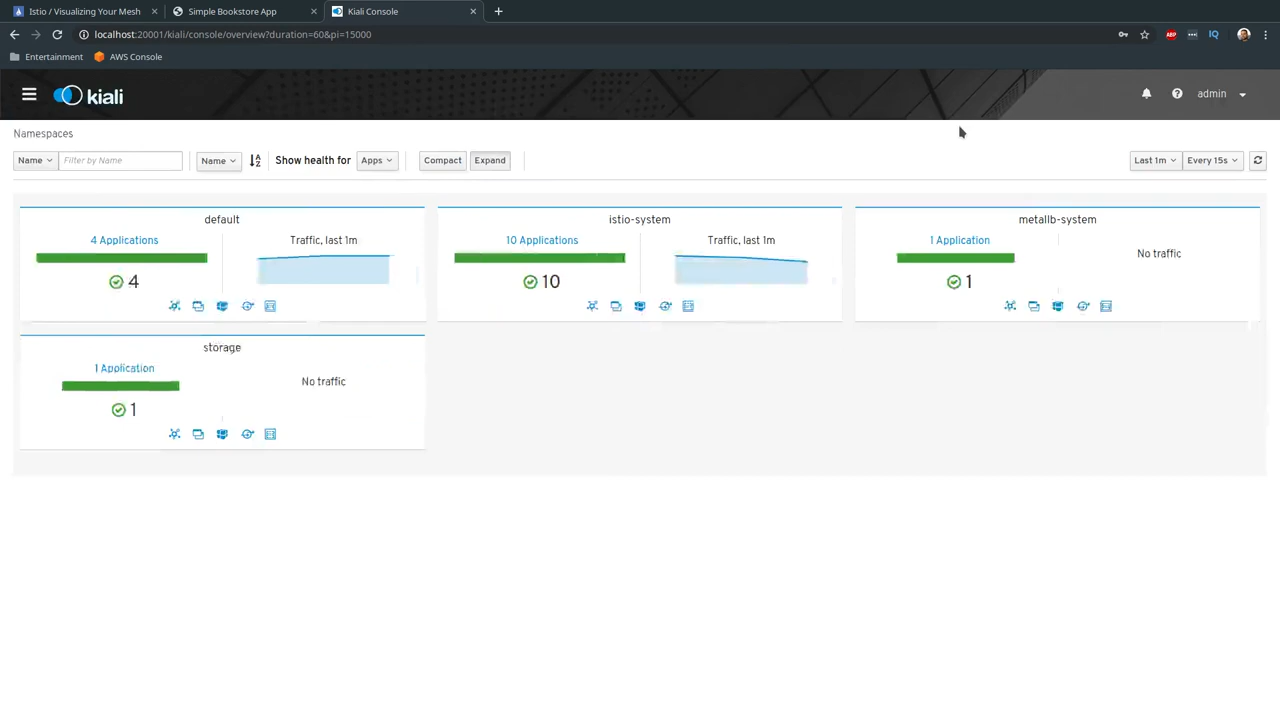 Istio / Visualizing Your Mesh
Simple Bookstore App
Kiali Console
localhost:20001/kiali/console/overview?duration=60&pi=15000
ABP
IQ
Entertainment
AWS Console
kiali
admin
Namespaces
Name
Filter by Name
Name
Show health for
Apps
Compact
Expand
Last 1m
Every 15s
default
4 Applications
Traffic, last 1m
4
istio-system
10 Applications
Traffic, last 1m
10
metallb-system
1 Application
No traffic
1
storage
1 Application
No traffic
1